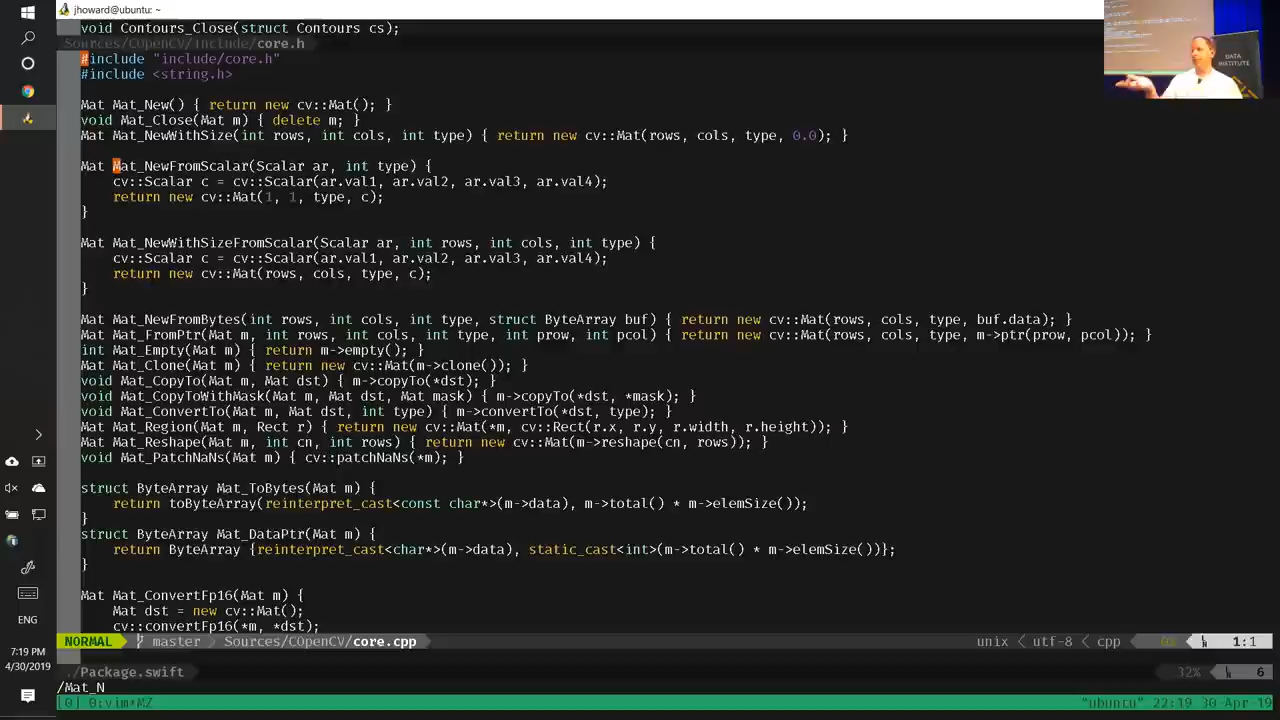 jhoward@ubuntu: ~
void Contours_Close(struct Contours cs);
Sources/COpenCV/include/core.h
#include "include/core.h"
#include <string.h>
Mat Mat_New() { return new cv::Mat(); }
void Mat_Close(Mat m) { delete m; }
Mat Mat_NewWithSize(int rows, int cols, int type) { return new cv::Mat(rows, cols, type, 0.0); }
Mat Mat_NewFromScalar(Scalar ar, int type) {
cv::Scalar c = cv::Scalar(ar.val1, ar.val2, ar.val3, ar.val4);
return new cv::Mat(1, 1, type, c);
}
Mat Mat_NewWithSizeFromScalar(Scalar ar, int rows, int cols, int type) {
cv::Scalar c = cv::Scalar(ar.val1, ar.val2, ar.val3, ar.val4);
return new cv::Mat(rows, cols, type, c);
}
Mat Mat_NewFromBytes(int rows, int cols, int type, struct ByteArray buf) { return new cv::Mat(rows, cols, type, buf.data); }
Mat Mat_FromPtr(Mat m, int rows, int cols, int type, int prow, int pcol) { return new cv::Mat(rows, cols, type, m->ptr(prow, pcol)); }
int Mat_Empty(Mat m) { return m->empty(); }
Mat Mat_Clone(Mat m) { return new cv::Mat(m->clone()); }
void Mat_CopyTo(Mat m, Mat dst) { m->copyTo(*dst); }
void Mat_CopyToWithMask(Mat m, Mat dst, Mat mask) { m->copyTo(*dst, *mask); }
void Mat_ConvertTo(Mat m, Mat dst, int type) { m->convertTo(*dst, type); }
Mat Mat_Region(Mat m, Rect r) { return new cv::Mat(*m, cv::Rect(r.x, r.y, r.width, r.height)); }
Mat Mat_Reshape(Mat m, int cn, int rows) { return new cv::Mat(m->reshape(cn, rows)); }
void Mat_PatchNaNs(Mat m) { cv::patchNaNs(*m); }
struct ByteArray Mat_ToBytes(Mat m) {
return toByteArray(reinterpret_cast<const char*>(m->data), m->total() * m->elemSize());
}
struct ByteArray Mat_DataPtr(Mat m) {
return ByteArray {reinterpret_cast<char*>(m->data), static_cast<int>(m->total() * m->elemSize())};
}
Mat Mat_ConvertFp16(Mat m) {
Mat dst = new cv::Mat();
cv::convertFp16(*m, *dst);
NORMAL master Sources/COpenCV/core.cpp unix < utf-8 < cpp 0% 1:1
./Package.swift 32% 6
/Mat_N
[0] 0:vim*MZ "ubuntu" 22:19 30-Apr-19
ENG
7:19 PM
4/30/2019
DATA
INSTITUTE